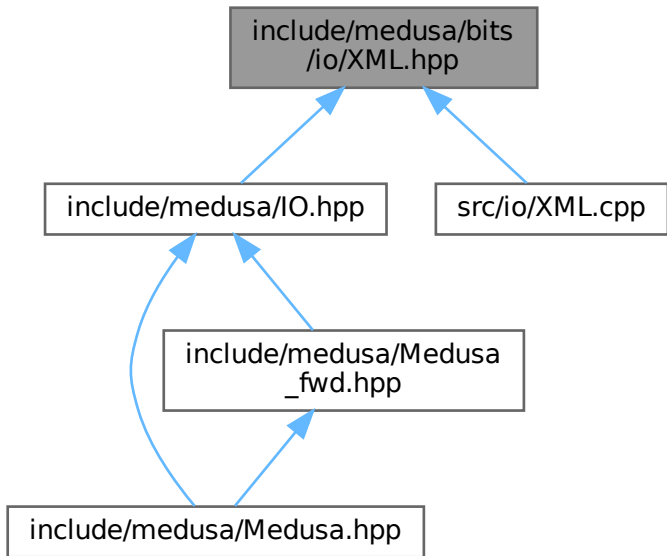 include/medusa/bits
/io/XML.hpp
include/medusa/IO.hpp
src/io/XML.cpp
include/medusa/Medusa
_fwd.hpp
include/medusa/Medusa.hpp